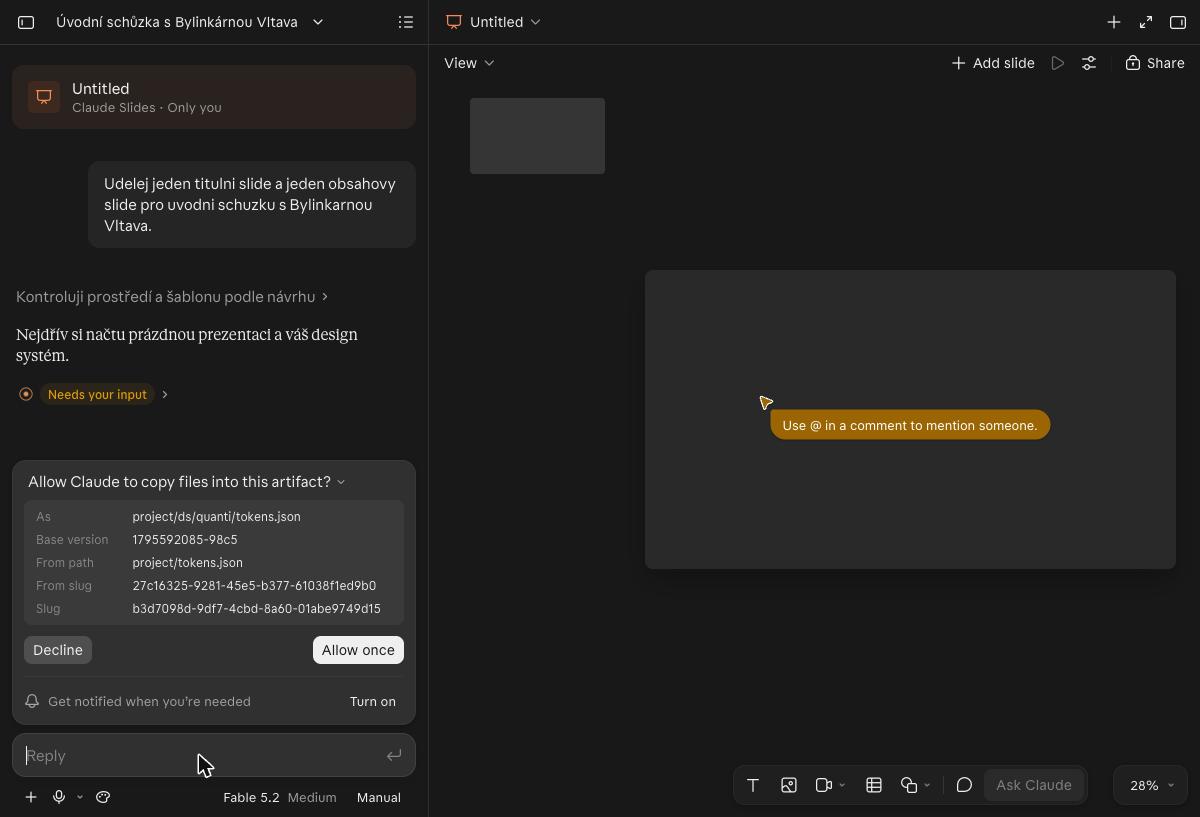 Úvodní schůzka s Bylinkárnou Vltava
Untitled
Claude Slides · Only you
Udelej jeden titulni slide a jeden obsahovy
slide pro uvodni schuzku s Bylinkarnou
Vltava.
Kontroluji prostředí a šablonu podle návrhu
Nejdřív si načtu prázdnou prezentaci a váš design
systém.
Needs your input
Allow Claude to copy files into this artifact?
As project/ds/quanti/tokens.json
Base version 1795592085-98c5
From path project/tokens.json
From slug 27c16325-9281-45e5-b377-61038f1ed9b0
Slug b3d7098d-9df7-4cbd-8a60-01abe9749d15
Decline Allow once
Get notified when you're needed Turn on
Reply
Fable 5.2 Medium Manual
Untitled
View Add slide Share
Use @ in a comment to mention someone.
Ask Claude 28%